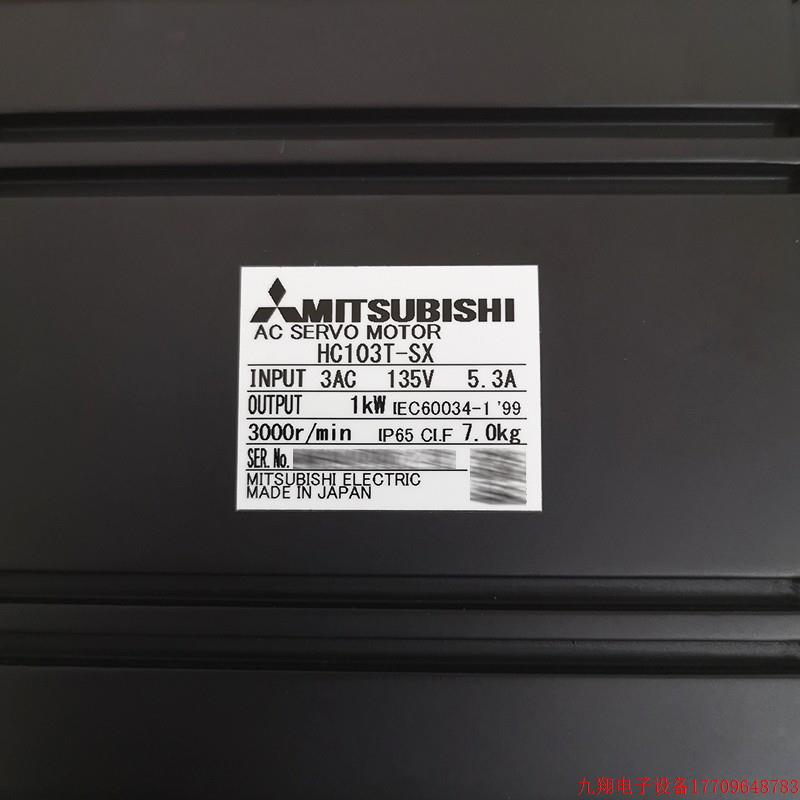 MITSUBISHI
AC SERVO MOTOR
HC103T-SX
INPUT 3AC 135V 5.3A
OUTPUT 1kW IEC60034-1 '99
3000r/min IP65 CI.F 7.0kg
SER.No.
MITSUBISHI ELECTRIC
MADE IN JAPAN
九翔电子设备17709648783